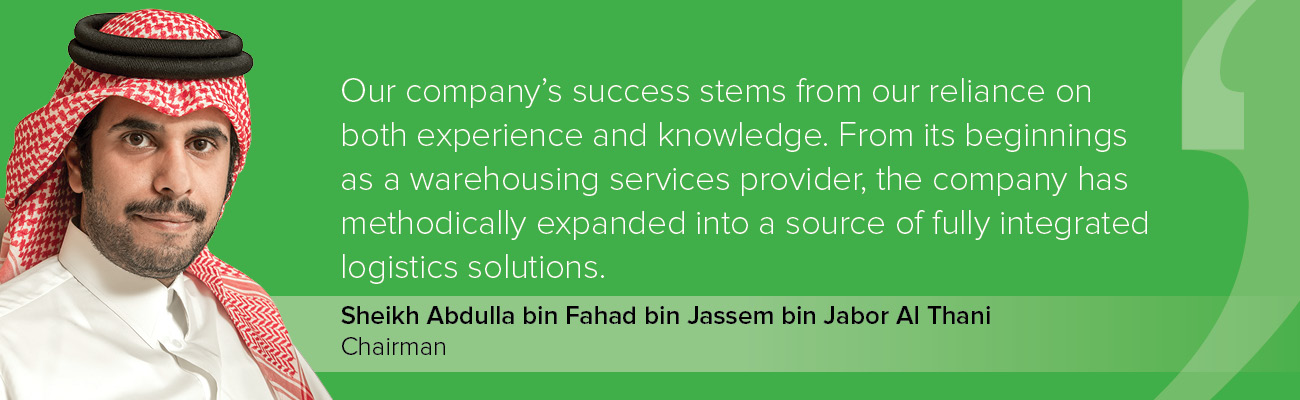 Our company’s success stems from our reliance on
both experience and knowledge. From its beginnings
as a warehousing services provider, the company has
methodically expanded into a source of fully integrated
logistics solutions.
Sheikh Abdulla bin Fahad bin Jassem bin Jabor Al Thani
Chairman